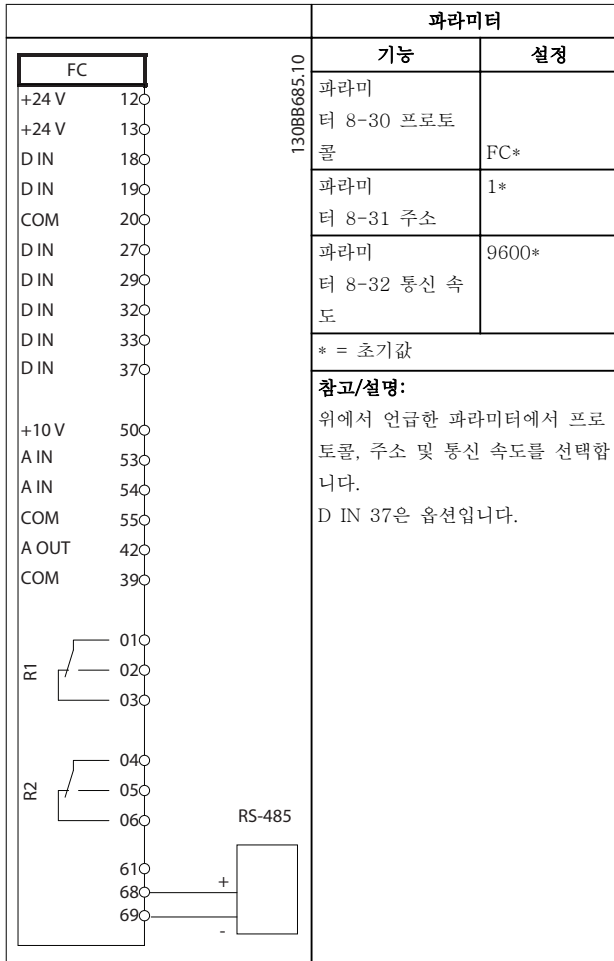 FC
130BB685.10
+24 V 12
+24 V 13
D IN 18
D IN 19
COM 20
D IN 27
D IN 29
D IN 32
D IN 33
D IN 37
+10 V 50
A IN 53
A IN 54
COM 55
A OUT 42
COM 39
R1
01
02
03
R2
04
05
06
RS-485
61
68 +
69 -
파라미터
기능 설정
파라미
터 8-30 프로토
콜 FC*
파라미 1*
터 8-31 주소
파라미 9600*
터 8-32 통신 속
도
* = 초기값
참고/설명:
위에서 언급한 파라미터에서 프로
토콜, 주소 및 통신 속도를 선택합
니다.
D IN 37은 옵션입니다.